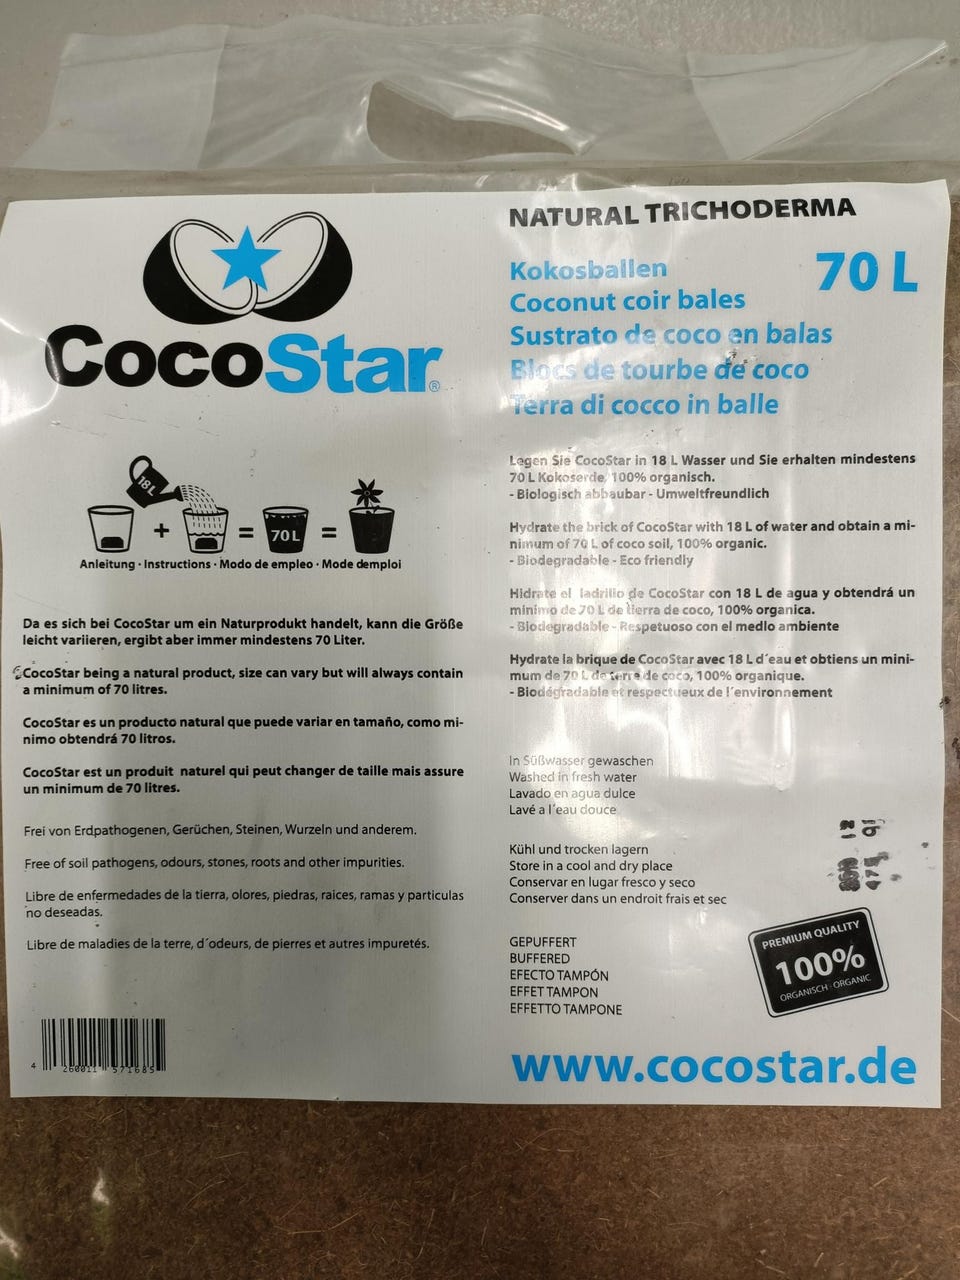 CocoStar®
18L
+ = 70L =
Anleitung · Instructions · Modo de empleo · Mode demploi
Da es sich bei CocoStar um ein Naturprodukt handelt, kann die Größe
leicht variieren, ergibt aber immer mindestens 70 Liter.
CocoStar being a natural product, size can vary but will always contain
a minimum of 70 litres.
CocoStar es un producto natural que puede variar en tamaño, como mi-
nimo obtendrá 70 litros.
CocoStar est un produit naturel qui peut changer de taille mais assure
un minimum de 70 litres.
Frei von Erdpathogenen, Gerüchen, Steinen, Wurzeln und anderem.
Free of soil pathogens, odours, stones, roots and other impurities.
Libre de enfermedades de la tierra, olores, piedras, raices, ramas y particulas
no deseadas.
Libre de maladies de la terre, d´odeurs, de pierres et autres impuretés.
4 260011 571685
NATURAL TRICHODERMA
70 L
Kokosballen
Coconut coir bales
Sustrato de coco en balas
Blocs de tourbe de coco
Terra di cocco in balle
Legen Sie CocoStar in 18 L Wasser und Sie erhalten mindestens
70 L Kokoserde, 100% organisch.
- Biologisch abbaubar - Umweltfreundlich
Hydrate the brick of CocoStar with 18 L of water and obtain a mi-
nimum of 70 L of coco soil, 100% organic.
- Biodegradable - Eco friendly
Hidrate el ladrillo de CocoStar con 18 L de agua y obtendrá un
minimo de 70 L de tierra de coco, 100% organica.
- Biodegradable - Respetuoso con el medio ambiente
Hydrate la brique de CocoStar avec 18 L d´eau et obtiens un mini-
mum de 70 L de terre de coco, 100% organique.
- Biodégradable et respectueux de l´environnement
In Süßwasser gewaschen
Washed in fresh water
Lavado en agua dulce
Lavé a l´eau douce
Kühl und trocken lagern
Store in a cool and dry place
Conservar en lugar fresco y seco
Conserver dans un endroit frais et sec
GEPUFFERT
BUFFERED
EFECTO TAMPÓN
EFFET TAMPON
EFFETTO TAMPONE
PREMIUM QUALITY
100%
ORGANISCH · ORGANIC
www.cocostar.de